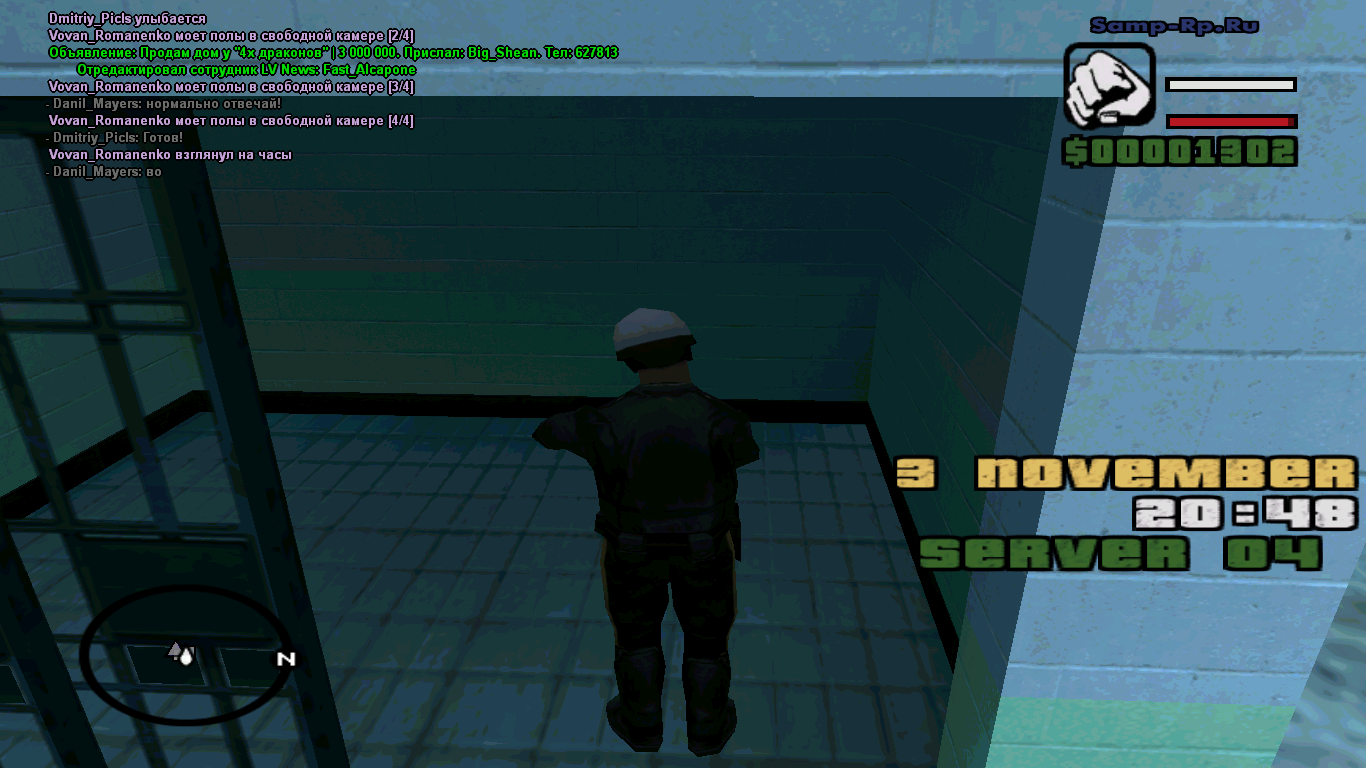 Dmitriy_Picls улыбается
Vovan_Romanenko моет полы в свободной камере [2/4]
Объявление: Продам дом у "4х драконов" | 3 000 000. Прислал: Big_Shean. Тел: 627813
Отредактировал сотрудник LV News: Fast_Alcapone
Vovan_Romanenko моет полы в свободной камере [3/4]
- Danil_Mayers: нормально отвечай!
Vovan_Romanenko моет полы в свободной камере [4/4]
- Dmitriy_Picls: Готов!
Vovan_Romanenko взглянул на часы
- Danil_Mayers: во
Samp-Rp.Ru
$00001302
3 November
20:48
Server 04
N